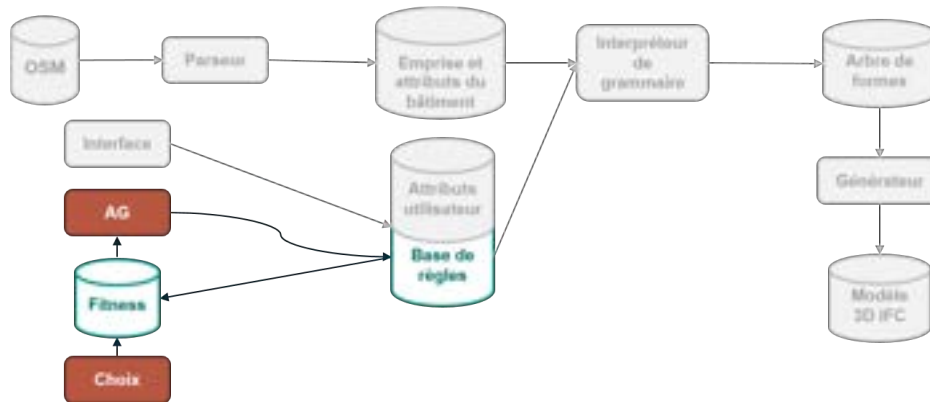 OSM
Parseur
Emprise et
attributs du
bâtiment
Interpréteur
de
grammaire
Arbre de
formes
Interface
Attributs
utilisateur
Générateur
AG
Base de
règles
Fitness
Modèle
3D IFC
Choix